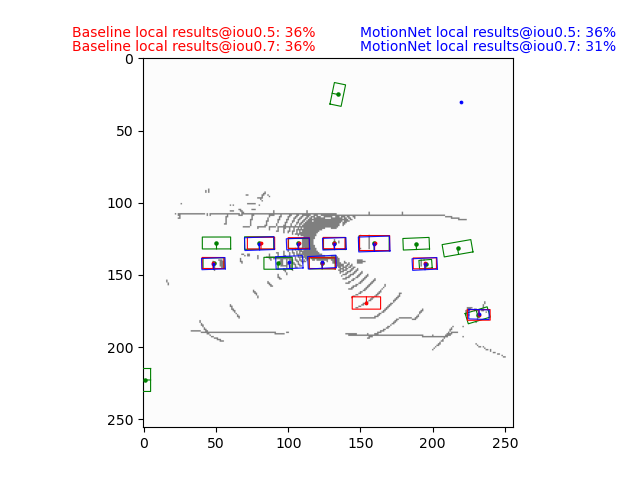 Baseline local results@iou0.5: 36%
MotionNet local results@iou0.5: 36%
Baseline local results@iou0.7: 36%
MotionNet local results@iou0.7: 31%
0
50
100
150
200
250
0 50 100 150 200 250